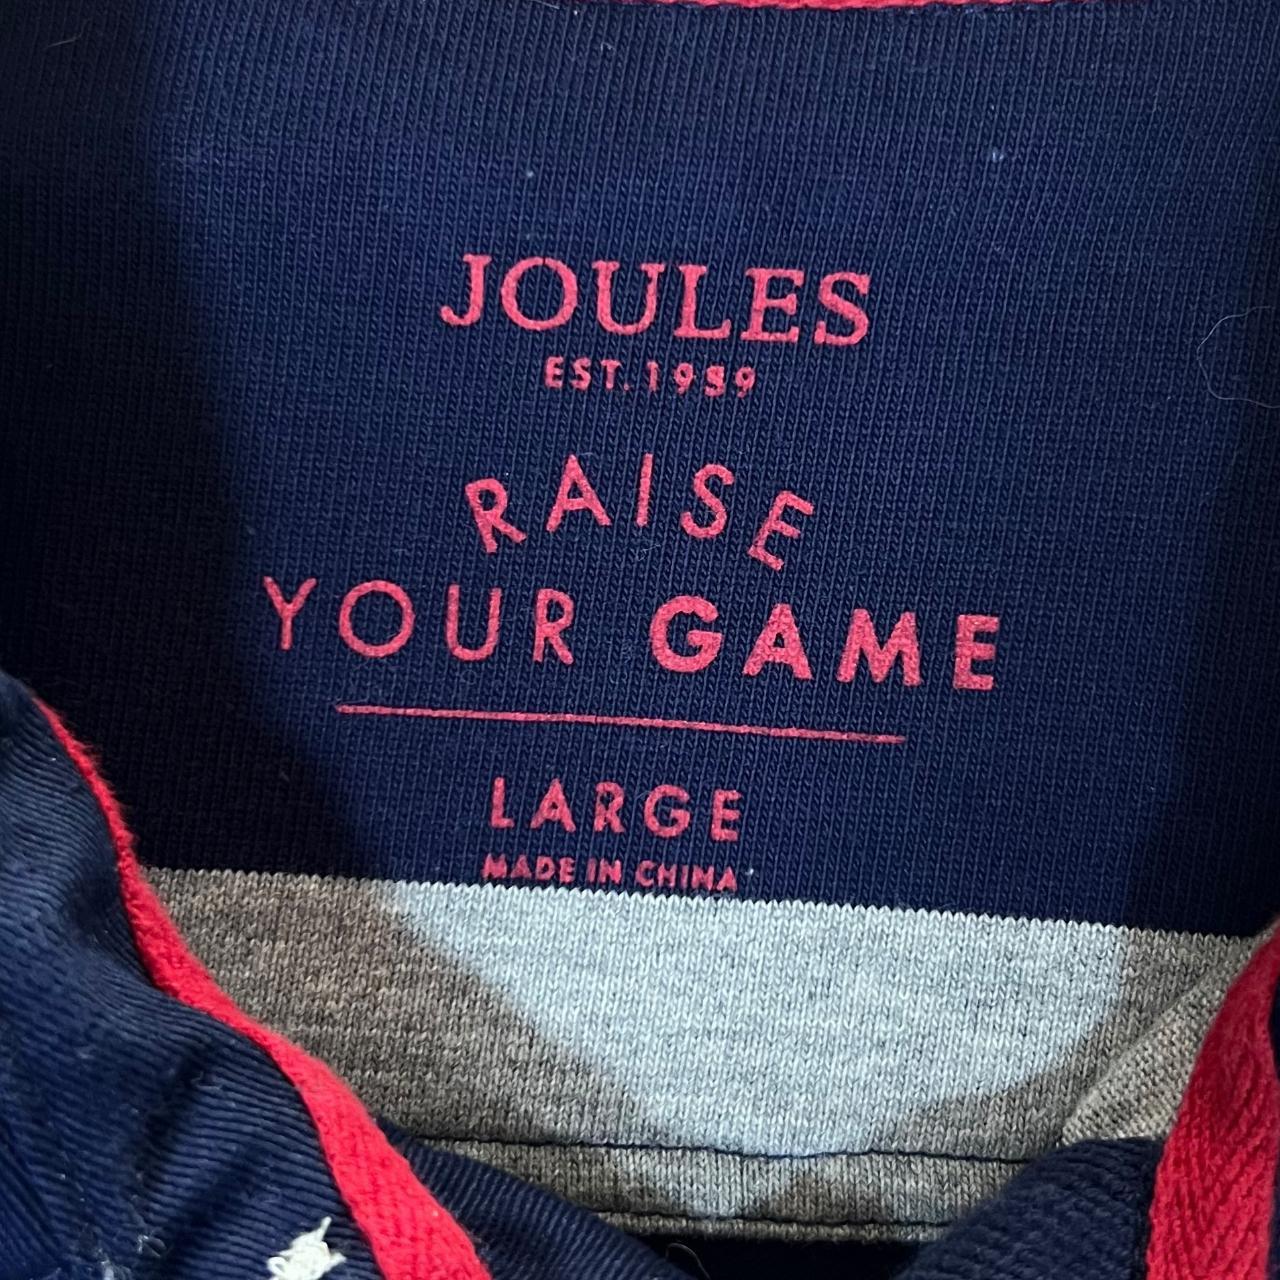 JOULES
EST. 1989
RAISE
YOUR GAME
LARGE
MADE IN CHINA